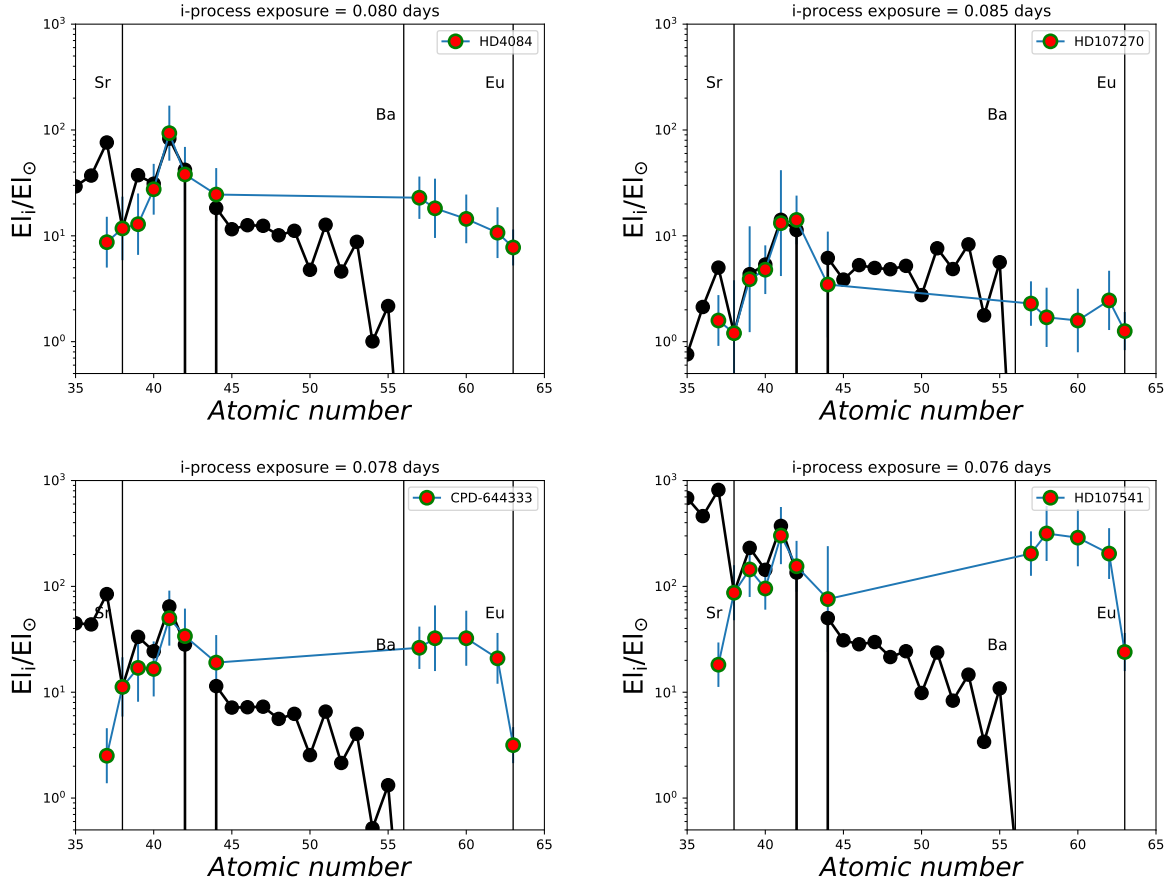 i-process exposure = 0.080 days
10³
10²
10¹
10⁰
El_i/El_⊙
Sr
Ba
Eu
HD4084
35 40 45 50 55 60 65
Atomic number
i-process exposure = 0.085 days
10³
10²
10¹
10⁰
El_i/El_⊙
Sr
Ba
Eu
HD107270
35 40 45 50 55 60 65
Atomic number
i-process exposure = 0.078 days
10³
10²
10¹
10⁰
El_i/El_⊙
Sr
Ba
Eu
CPD-644333
35 40 45 50 55 60 65
Atomic number
i-process exposure = 0.076 days
10³
10²
10¹
10⁰
El_i/El_⊙
Sr
Ba
Eu
HD107541
35 40 45 50 55 60 65
Atomic number